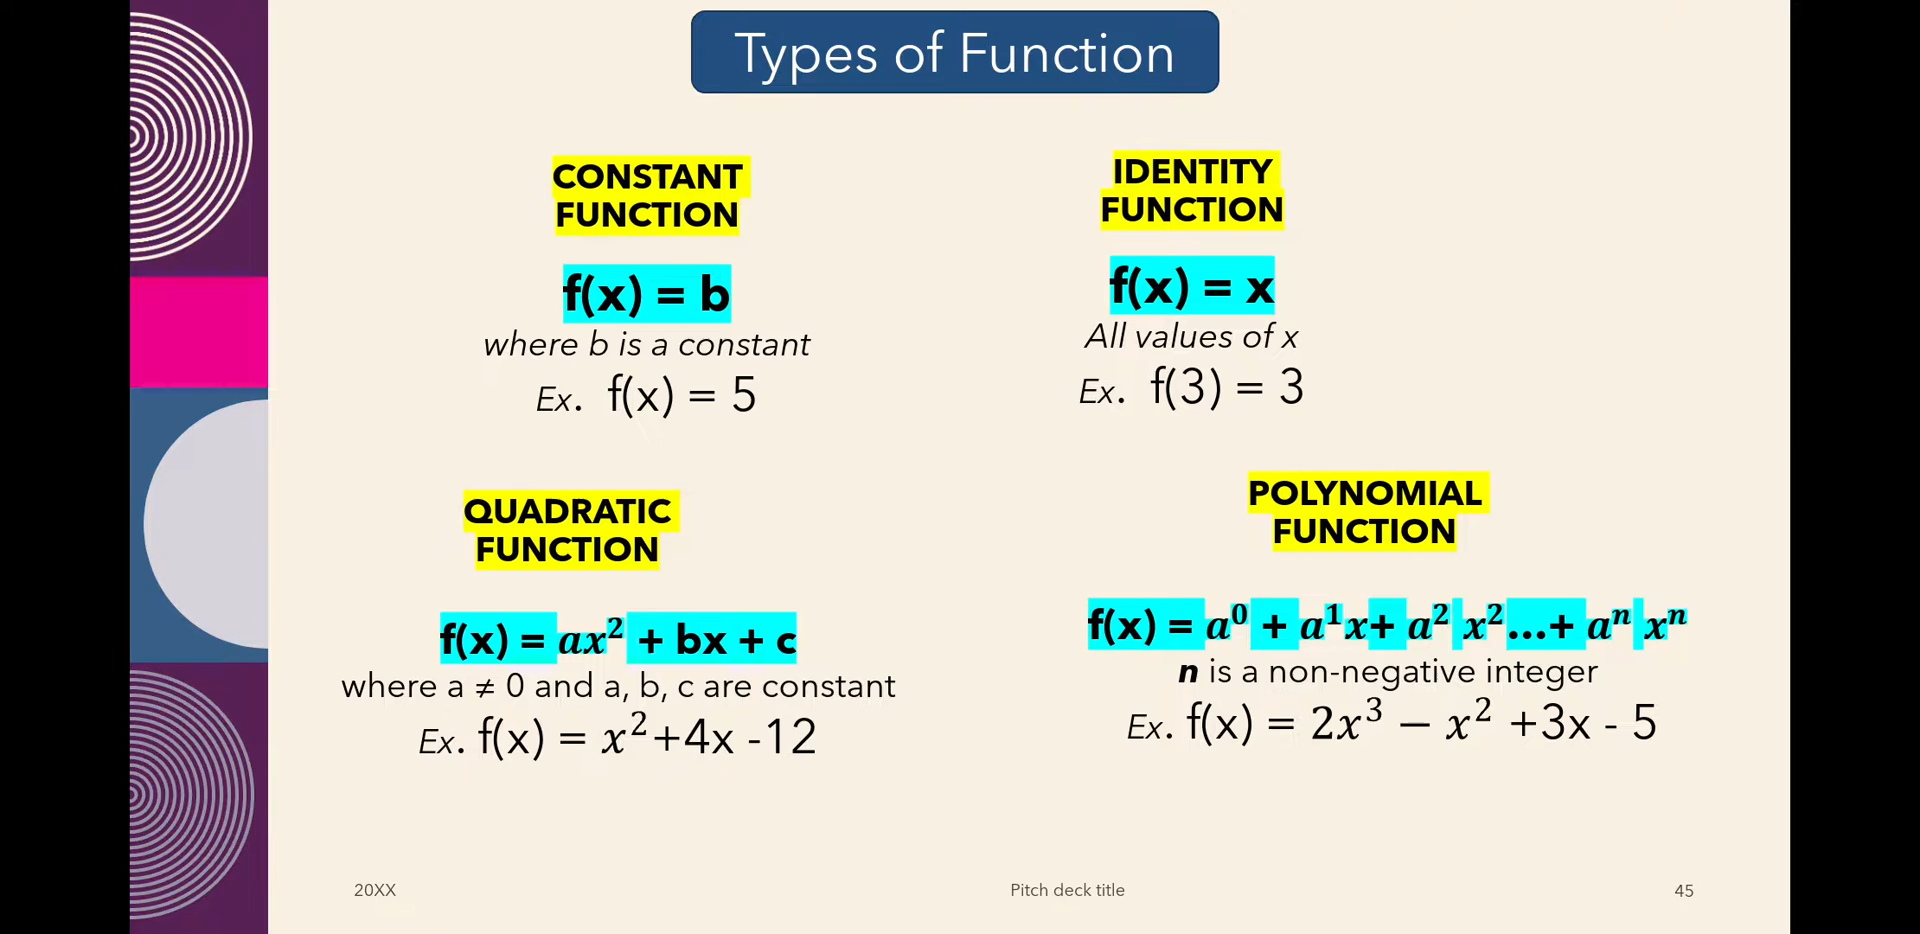 Types of Function
CONSTANT
FUNCTION
f(x) = b
where b is a constant
Ex. f(x) = 5
IDENTITY
FUNCTION
f(x) = x
All values of x
Ex. f(3) = 3
QUADRATIC
FUNCTION
f(x) = ax² + bx + c
where a ≠ 0 and a, b, c are constant
Ex. f(x) = x²+4x -12
POLYNOMIAL
FUNCTION
f(x) = a⁰ + a¹x+ a² x²...+ aⁿ xⁿ
n is a non-negative integer
Ex. f(x) = 2x³ − x² +3x - 5
20XX
Pitch deck title
45